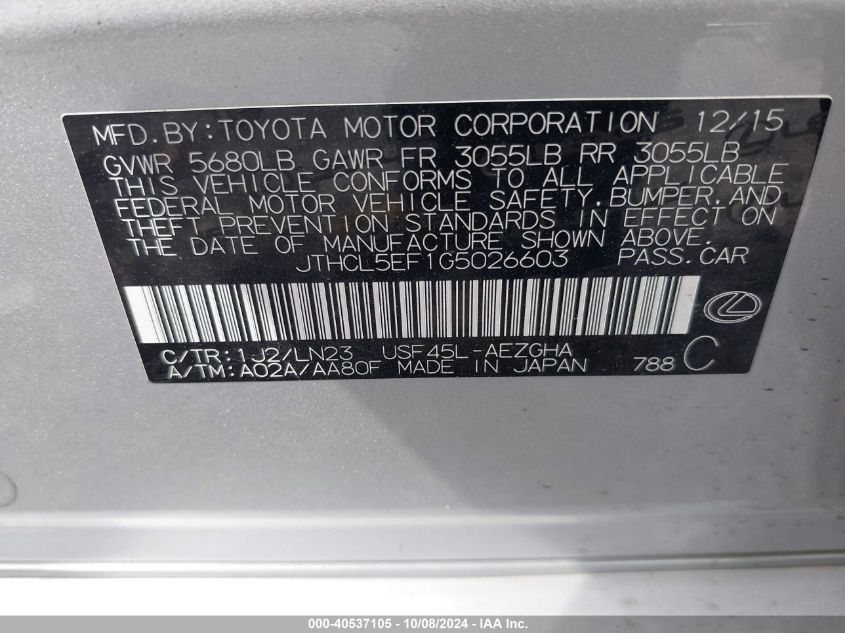 MFD.BY:TOYOTA MOTOR CORPORATION 12/15
GVWR 5680LB GAWR FR 3055LB RR 3055LB
THIS VEHICLE CONFORMS TO ALL APPLICABLE
FEDERAL MOTOR VEHICLE SAFETY,BUMPER,AND
THEFT PREVENTION STANDARDS IN EFFECT ON
THE DATE OF MANUFACTURE SHOWN ABOVE.
JTHCL5EF1G5026603 PASS.CAR
C/TR:1J2/LN23 USF45L-AEZGHA
A/TM:A02A/AA80F MADE IN JAPAN 788 C
000-40537105 - 10/08/2024 - IAA Inc.